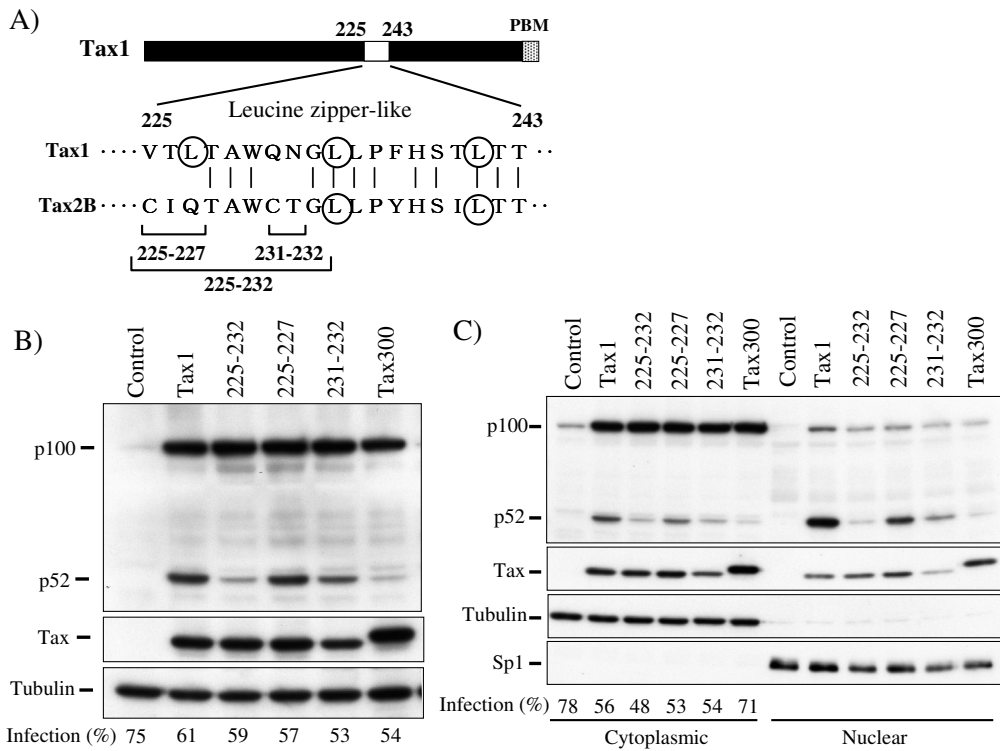 A)
PBM
225 243
Tax1
Leucine zipper-like
225 243
Tax1 ····V T L T A W Q N G L L P F H S T L T T ··
Tax2B ····C I Q T A W C T G L L P Y H S I L T T ··
225-227 231-232
225-232
B)
Control Tax1 225-232 225-227 231-232 Tax300
p100
p52
Tax
Tubulin
Infection (%) 75 61 59 57 53 54
C)
Control Tax1 225-232 225-227 231-232 Tax300 Control Tax1 225-232 225-227 231-232 Tax300
p100
p52
Tax
Tubulin
Sp1
Infection (%) 78 56 48 53 54 71
Cytoplasmic Nuclear